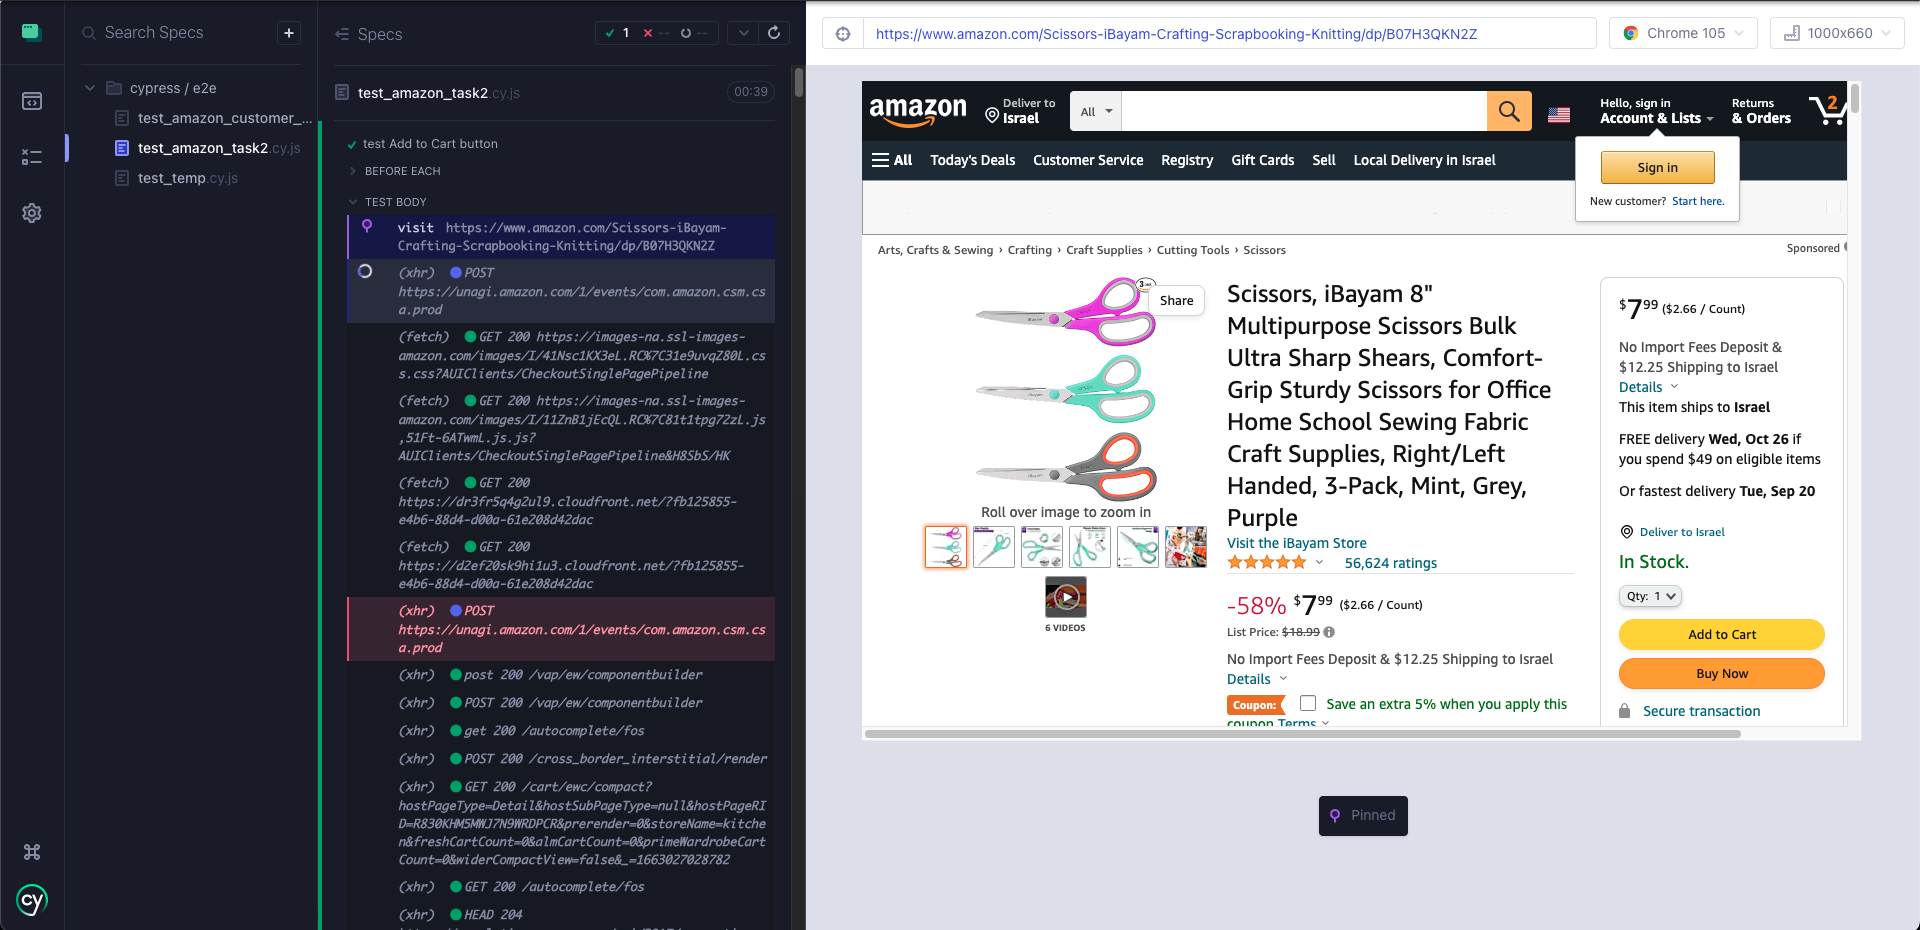 Search Specs
+
cypress / e2e
test_amazon_customer_...
test_amazon_task2.cy.js
test_temp.cy.js
cy
Specs
1 -- --
test_amazon_task2.cy.js
00:39
test Add to Cart button
BEFORE EACH
TEST BODY
visit https://www.amazon.com/Scissors-iBayam-
Crafting-Scrapbooking-Knitting/dp/B07H3QKN2Z
(xhr) POST
https://unagi.amazon.com/1/events/com.amazon.csm.cs
a.prod
(fetch) GET 200 https://images-na.ssl-images-
amazon.com/images/I/41Nsc1KX3eL.RC%7C31e9uvqZ80L.cs
s.css?AUIClients/CheckoutSinglePagePipeline
(fetch) GET 200 https://images-na.ssl-images-
amazon.com/images/I/11ZnB1jEcQL.RC%7C81t1tpg7ZzL.js
,51Ft-6ATwmL.js.js?
AUIClients/CheckoutSinglePagePipeline&H8SbS/HK
(fetch) GET 200
https://dr3fr5q4g2ul9.cloudfront.net/?fb125855-
e4b6-88d4-d00a-61e208d42dac
(fetch) GET 200
https://d2ef20sk9hi1u3.cloudfront.net/?fb125855-
e4b6-88d4-d00a-61e208d42dac
(xhr) POST
https://unagi.amazon.com/1/events/com.amazon.csm.cs
a.prod
(xhr) post 200 /vap/ew/componentbuilder
(xhr) POST 200 /vap/ew/componentbuilder
(xhr) get 200 /autocomplete/fos
(xhr) POST 200 /cross_border_interstitial/render
(xhr) GET 200 /cart/ewc/compact?
hostPageType=Detail&hostSubPageType=null&hostPageRI
D=R830KHM5MWJ7N9WRDPCR&prerender=0&storeName=kitche
n&freshCartCount=0&almCartCount=0&primeWardrobeCart
Count=0&widerCompactView=false&_=1663027028782
(xhr) GET 200 /autocomplete/fos
(xhr) HEAD 204
https://www.amazon.com/Scissors-iBayam-Crafting-Scrapbooking-Knitting/dp/B07H3QKN2Z
Chrome 105
1000x660
amazon
Deliver to
Israel
All
Hello, sign in
Account & Lists
Returns
& Orders
2
All Today's Deals Customer Service Registry Gift Cards Sell Local Delivery in Israel
Sign in
New customer? Start here.
Arts, Crafts & Sewing › Crafting › Craft Supplies › Cutting Tools › Scissors
Sponsored
Share
Roll over image to zoom in
6 VIDEOS
Scissors, iBayam 8"
Multipurpose Scissors Bulk
Ultra Sharp Shears, Comfort-
Grip Sturdy Scissors for Office
Home School Sewing Fabric
Craft Supplies, Right/Left
Handed, 3-Pack, Mint, Grey,
Purple
Visit the iBayam Store
56,624 ratings
-58% $7 99 ($2.66 / Count)
List Price: $18.99
No Import Fees Deposit & $12.25 Shipping to Israel
Details
Coupon: Save an extra 5% when you apply this
coupon Terms
$7 99 ($2.66 / Count)
No Import Fees Deposit &
$12.25 Shipping to Israel
Details
This item ships to Israel
FREE delivery Wed, Oct 26 if
you spend $49 on eligible items
Or fastest delivery Tue, Sep 20
Deliver to Israel
In Stock.
Qty: 1
Add to Cart
Buy Now
Secure transaction
Pinned